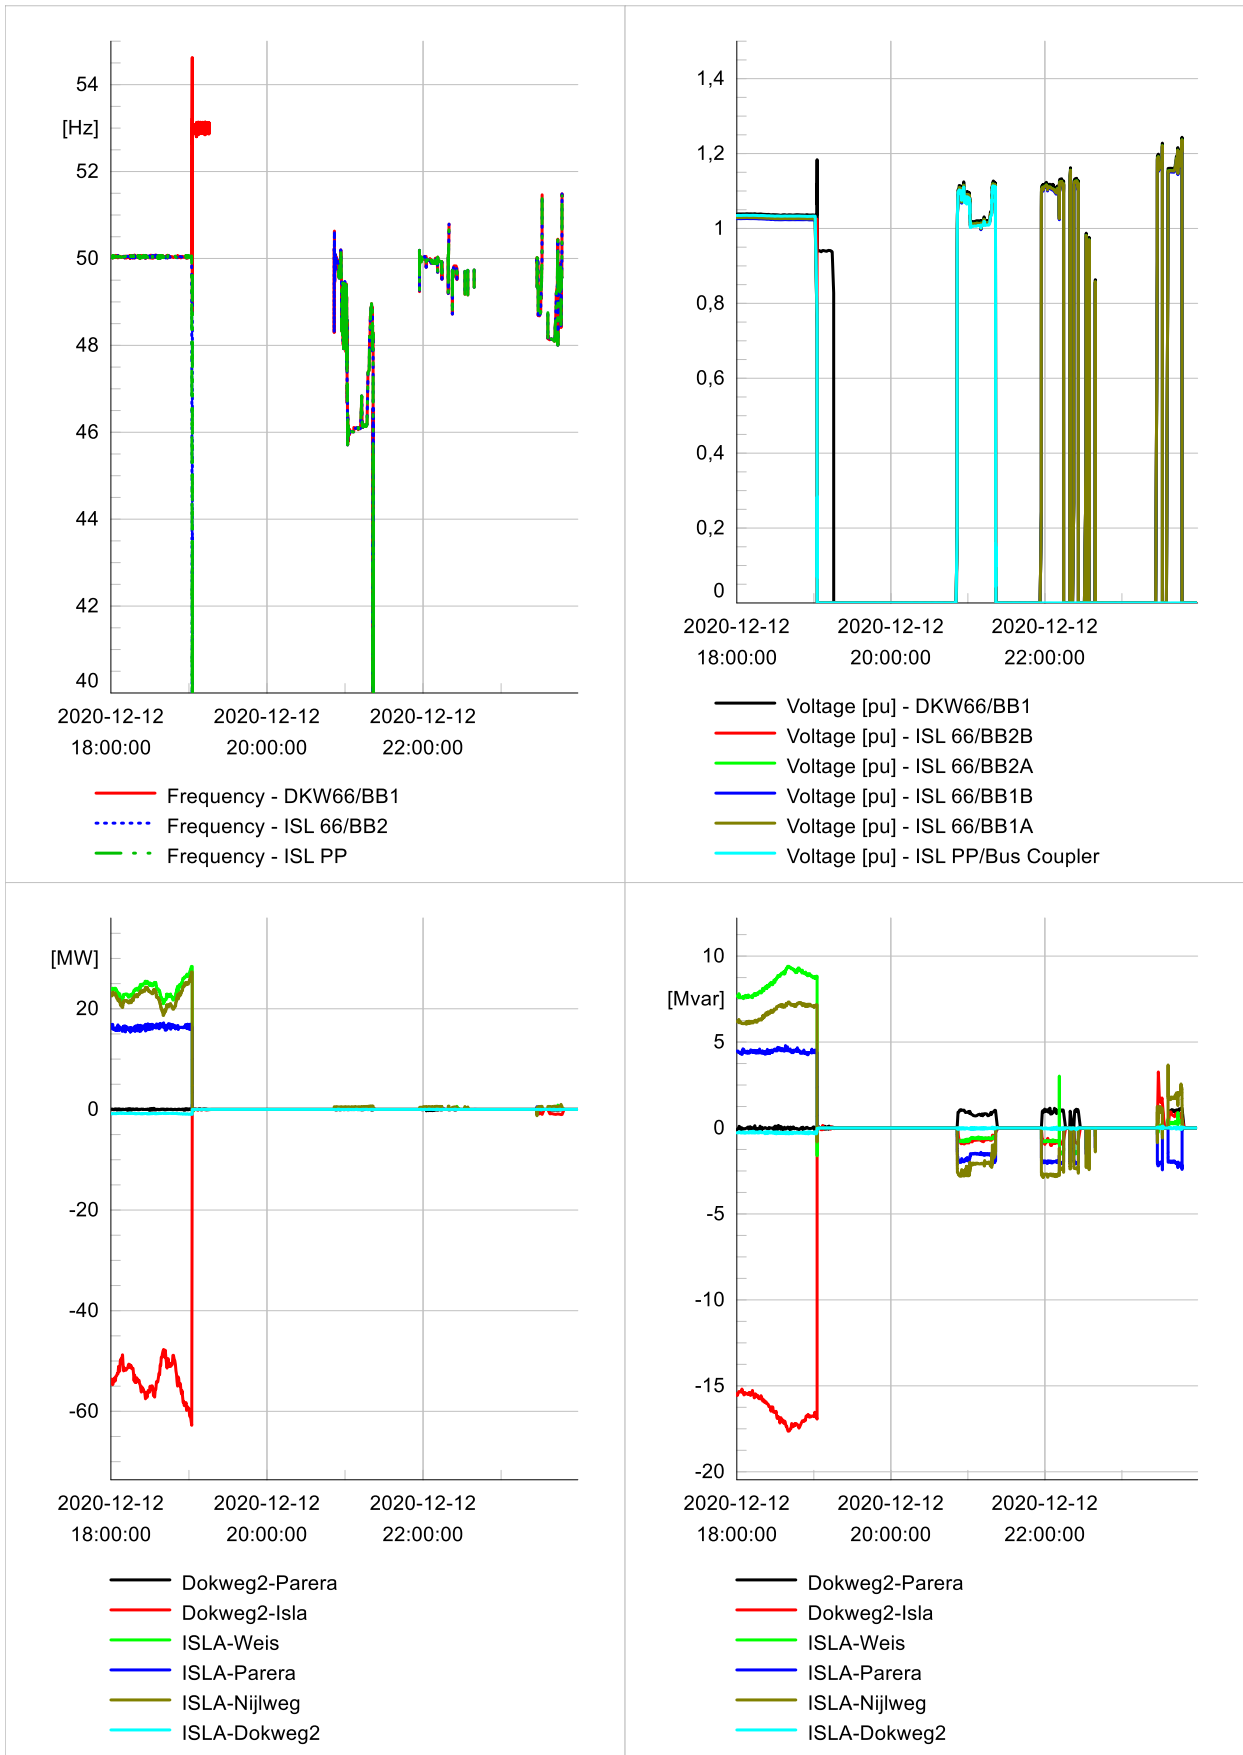 54
[Hz]
52
50
48
46
44
42
40
2020-12-12 2020-12-12 2020-12-12
18:00:00 20:00:00 22:00:00
Frequency - DKW66/BB1
Frequency - ISL 66/BB2
Frequency - ISL PP
1,4
1,2
1
0,8
0,6
0,4
0,2
0
2020-12-12 2020-12-12 2020-12-12
18:00:00 20:00:00 22:00:00
Voltage [pu] - DKW66/BB1
Voltage [pu] - ISL 66/BB2B
Voltage [pu] - ISL 66/BB2A
Voltage [pu] - ISL 66/BB1B
Voltage [pu] - ISL 66/BB1A
Voltage [pu] - ISL PP/Bus Coupler
[MW]
20
0
-20
-40
-60
2020-12-12 2020-12-12 2020-12-12
18:00:00 20:00:00 22:00:00
Dokweg2-Parera
Dokweg2-Isla
ISLA-Weis
ISLA-Parera
ISLA-Nijlweg
ISLA-Dokweg2
10
[Mvar]
5
0
-5
-10
-15
-20
2020-12-12 2020-12-12 2020-12-12
18:00:00 20:00:00 22:00:00
Dokweg2-Parera
Dokweg2-Isla
ISLA-Weis
ISLA-Parera
ISLA-Nijlweg
ISLA-Dokweg2